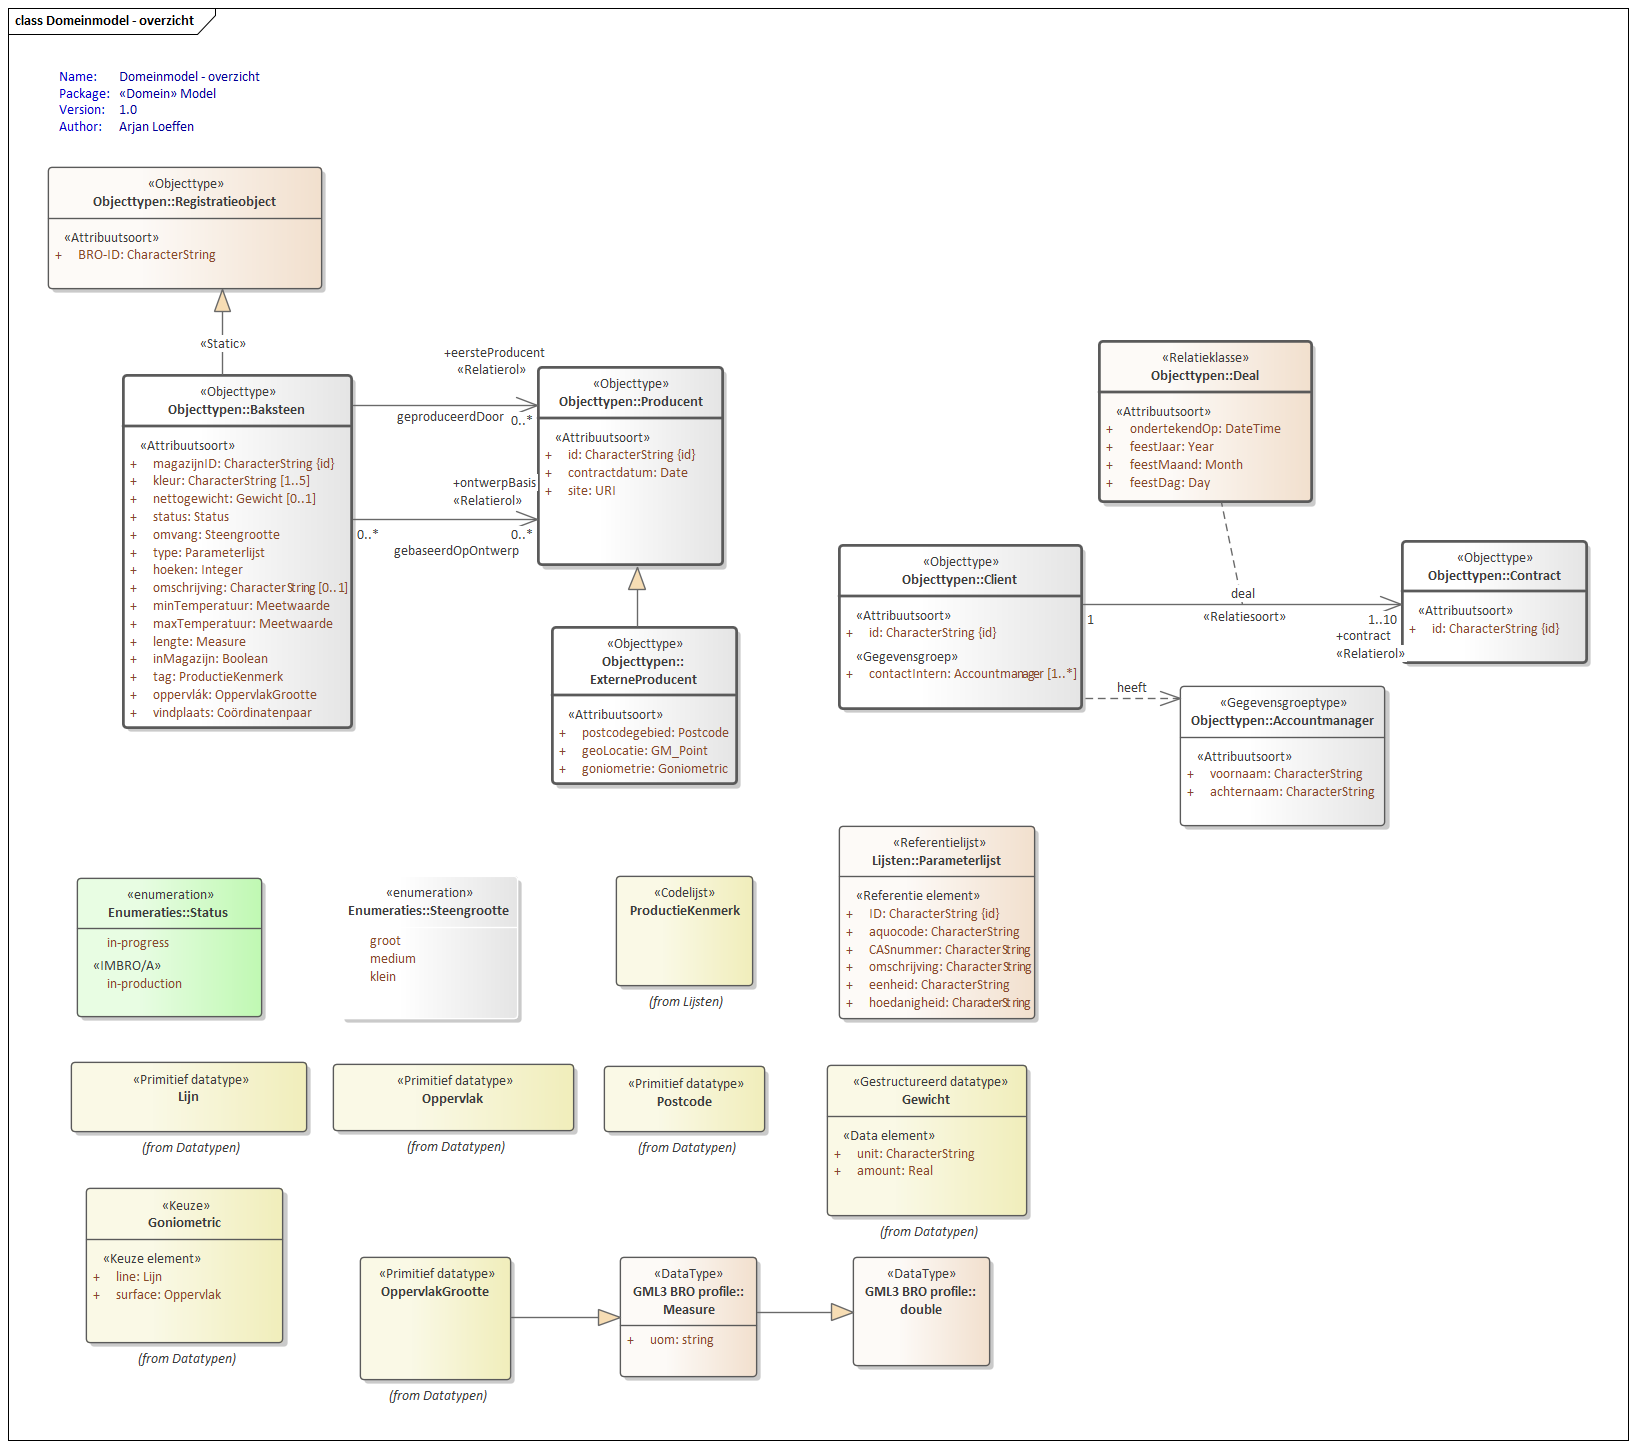 class Domeinmodel - overzicht
Name: Domeinmodel - overzicht
Package: «Domein» Model
Version: 1.0
Author: Arjan Loeffen
«Objecttype»
Objecttypen::Registratieobject
«Attribuutsoort»
+ BRO-ID: CharacterString
«Static»
«Objecttype»
Objecttypen::Baksteen
«Attribuutsoort»
+ magazijnID: CharacterString {id}
+ kleur: CharacterString [1..5]
+ nettogewicht: Gewicht [0..1]
+ status: Status
+ omvang: Steengrootte
+ type: Parameterlijst
+ hoeken: Integer
+ omschrijving: CharacterString [0..1]
+ minTemperatuur: Meetwaarde
+ maxTemperatuur: Meetwaarde
+ lengte: Measure
+ inMagazijn: Boolean
+ tag: ProductieKenmerk
+ oppervlák: OppervlakGrootte
+ vindplaats: Coördinatenpaar
+eersteProducent
«Relatierol»
geproduceerdDoor 0..*
+ontwerpBasis
«Relatierol»
0..* 0..*
gebaseerdOpOntwerp
«Objecttype»
Objecttypen::Producent
«Attribuutsoort»
+ id: CharacterString {id}
+ contractdatum: Date
+ site: URI
«Objecttype»
Objecttypen::
ExterneProducent
«Attribuutsoort»
+ postcodegebied: Postcode
+ geoLocatie: GM_Point
+ goniometrie: Goniometric
«Relatieklasse»
Objecttypen::Deal
«Attribuutsoort»
+ ondertekendOp: DateTime
+ feestJaar: Year
+ feestMaand: Month
+ feestDag: Day
«Objecttype»
Objecttypen::Client
«Attribuutsoort»
+ id: CharacterString {id}
«Gegevensgroep»
+ contactIntern: Accountmanager [1..*]
deal
1 «Relatiesoort» 1..10
+contract
«Relatierol»
«Objecttype»
Objecttypen::Contract
«Attribuutsoort»
+ id: CharacterString {id}
heeft
«Gegevensgroeptype»
Objecttypen::Accountmanager
«Attribuutsoort»
+ voornaam: CharacterString
+ achternaam: CharacterString
«enumeration»
Enumeraties::Status
in-progress
«IMBRO/A»
in-production
«enumeration»
Enumeraties::Steengrootte
groot
medium
klein
«Codelijst»
ProductieKenmerk
(from Lijsten)
«Referentielijst»
Lijsten::Parameterlijst
«Referentie element»
+ ID: CharacterString {id}
+ aquocode: CharacterString
+ CASnummer: CharacterString
+ omschrijving: CharacterString
+ eenheid: CharacterString
+ hoedanigheid: CharacterString
«Primitief datatype»
Lijn
(from Datatypen)
«Primitief datatype»
Oppervlak
(from Datatypen)
«Primitief datatype»
Postcode
(from Datatypen)
«Gestructureerd datatype»
Gewicht
«Data element»
+ unit: CharacterString
+ amount: Real
(from Datatypen)
«Keuze»
Goniometric
«Keuze element»
+ line: Lijn
+ surface: Oppervlak
(from Datatypen)
«Primitief datatype»
OppervlakGrootte
(from Datatypen)
«DataType»
GML3 BRO profile::
Measure
+ uom: string
«DataType»
GML3 BRO profile::
double